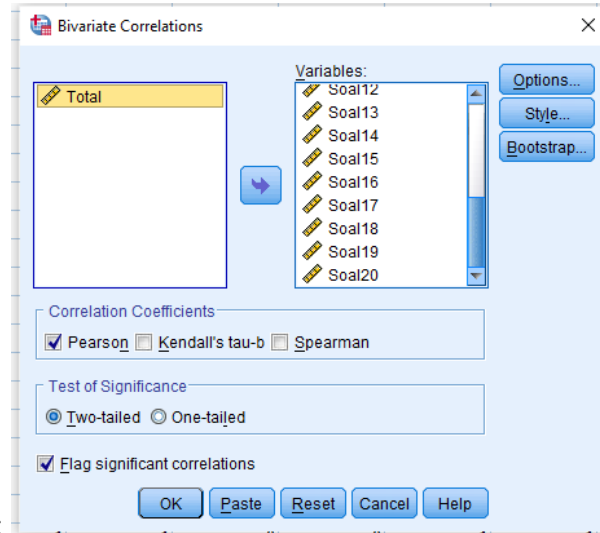 Bivariate Correlations
Variables:
Total
Soal12
Soal13
Soal14
Soal15
Soal16
Soal17
Soal18
Soal19
Soal20
Options...
Style...
Bootstrap...
Correlation Coefficients
Pearson Kendall's tau-b Spearman
Test of Significance
Two-tailed One-tailed
Flag significant correlations
OK Paste Reset Cancel Help